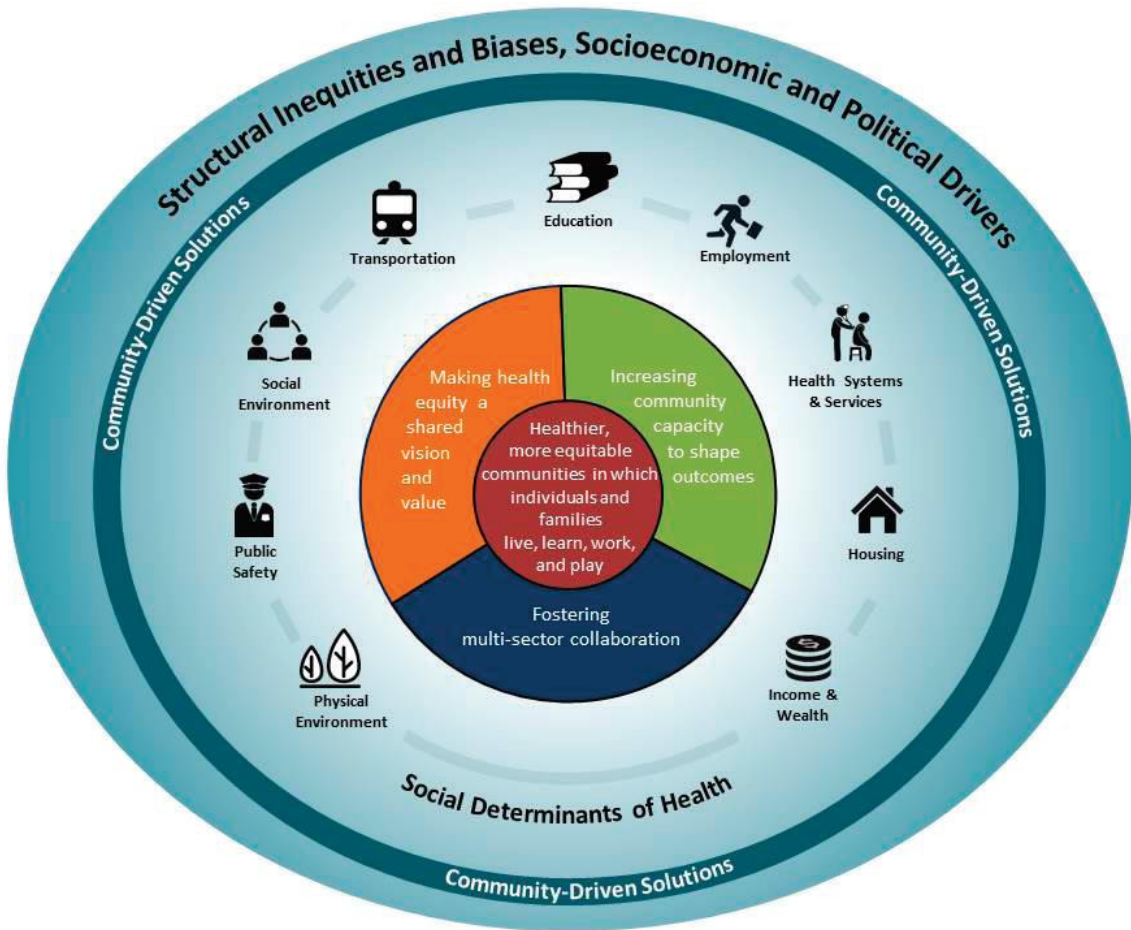 Structural Inequities and Biases, Socioeconomic and Political Drivers
Community-Driven Solutions
Community-Driven Solutions
Education
Transportation
Employment
Social
Environment
Health Systems
& Services
Public
Safety
Housing
Physical
Environment
Income &
Wealth
Making health
equity a
shared
vision
and
value
Increasing
community
capacity
to shape
outcomes
Healthier,
more equitable
communities in which
individuals and
families
live, learn, work,
and play
Fostering
multi-sector collaboration
Social Determinants of Health
Community-Driven Solutions